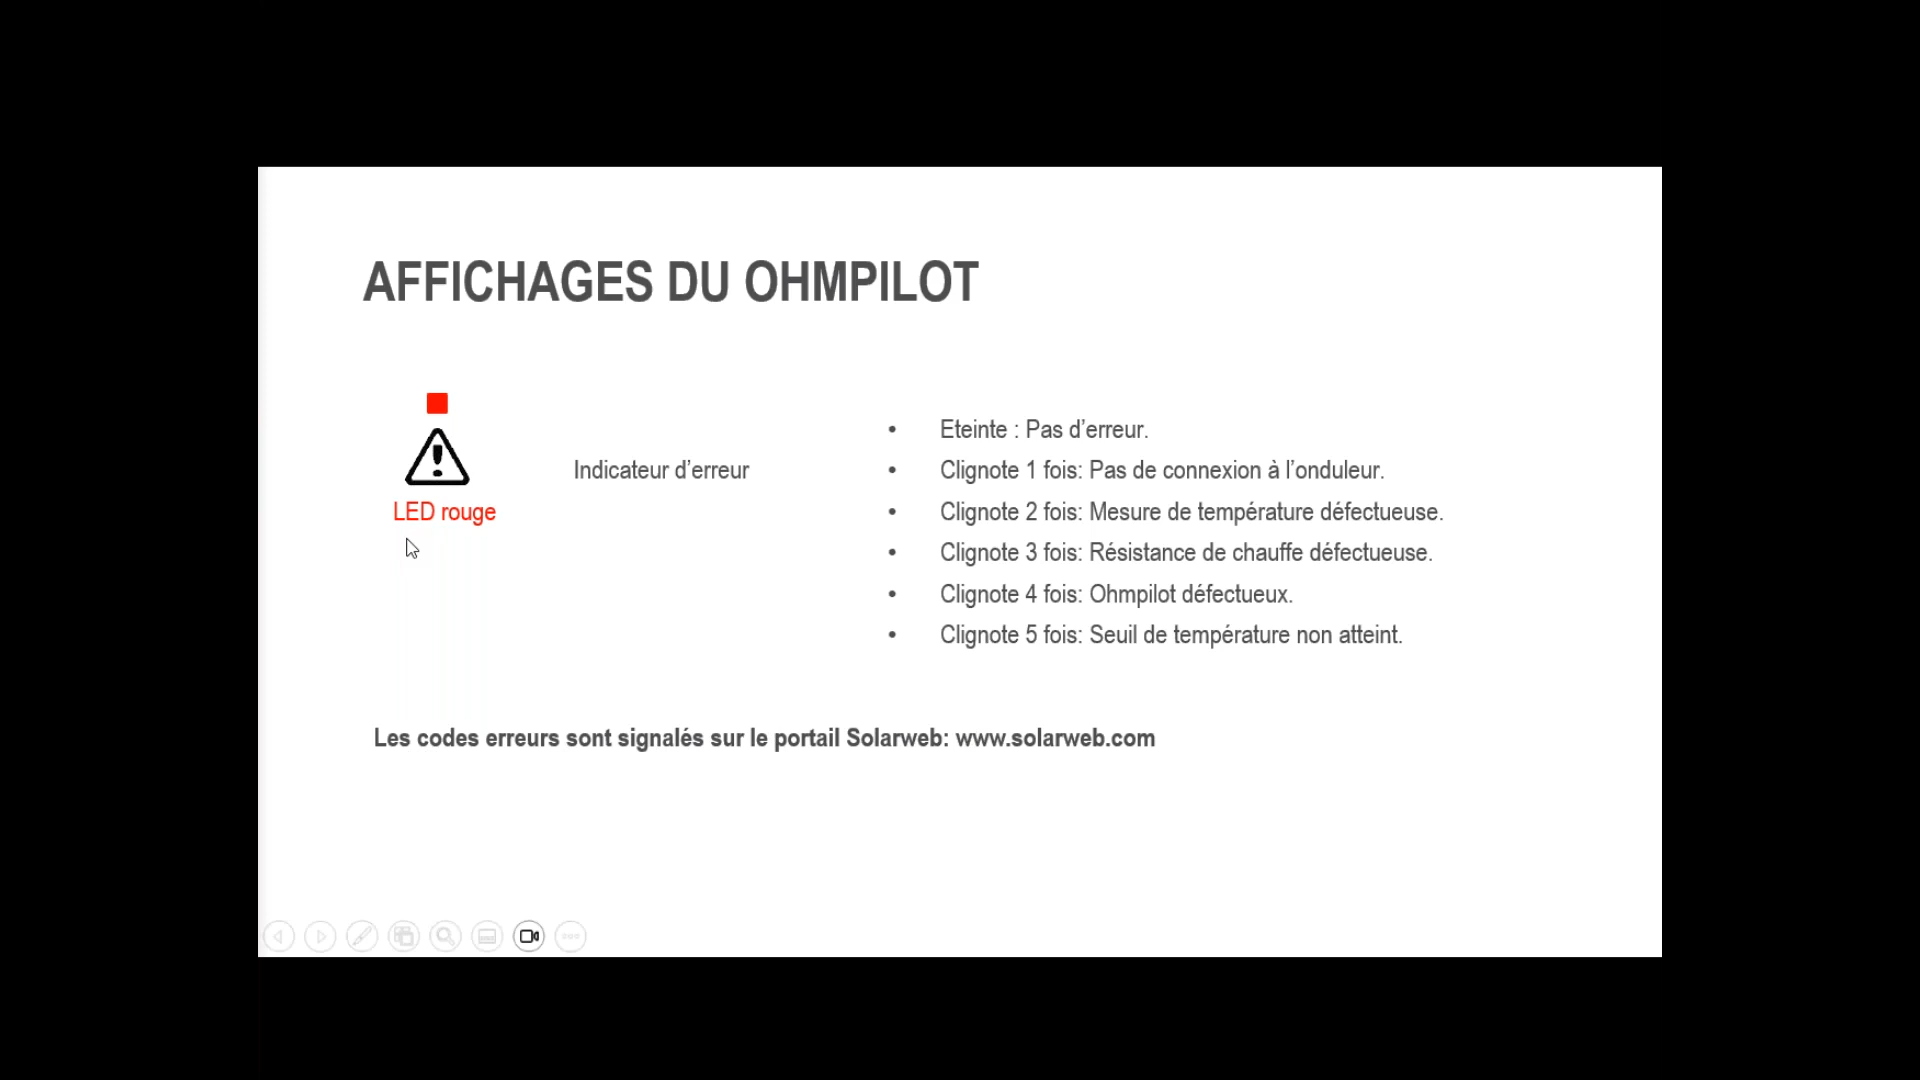 AFFICHAGES DU OHMPILOT
LED rouge
Indicateur d’erreur
• Eteinte : Pas d’erreur.
• Clignote 1 fois: Pas de connexion à l’onduleur.
• Clignote 2 fois: Mesure de température défectueuse.
• Clignote 3 fois: Résistance de chauffe défectueuse.
• Clignote 4 fois: Ohmpilot défectueux.
• Clignote 5 fois: Seuil de température non atteint.
Les codes erreurs sont signalés sur le portail Solarweb: www.solarweb.com